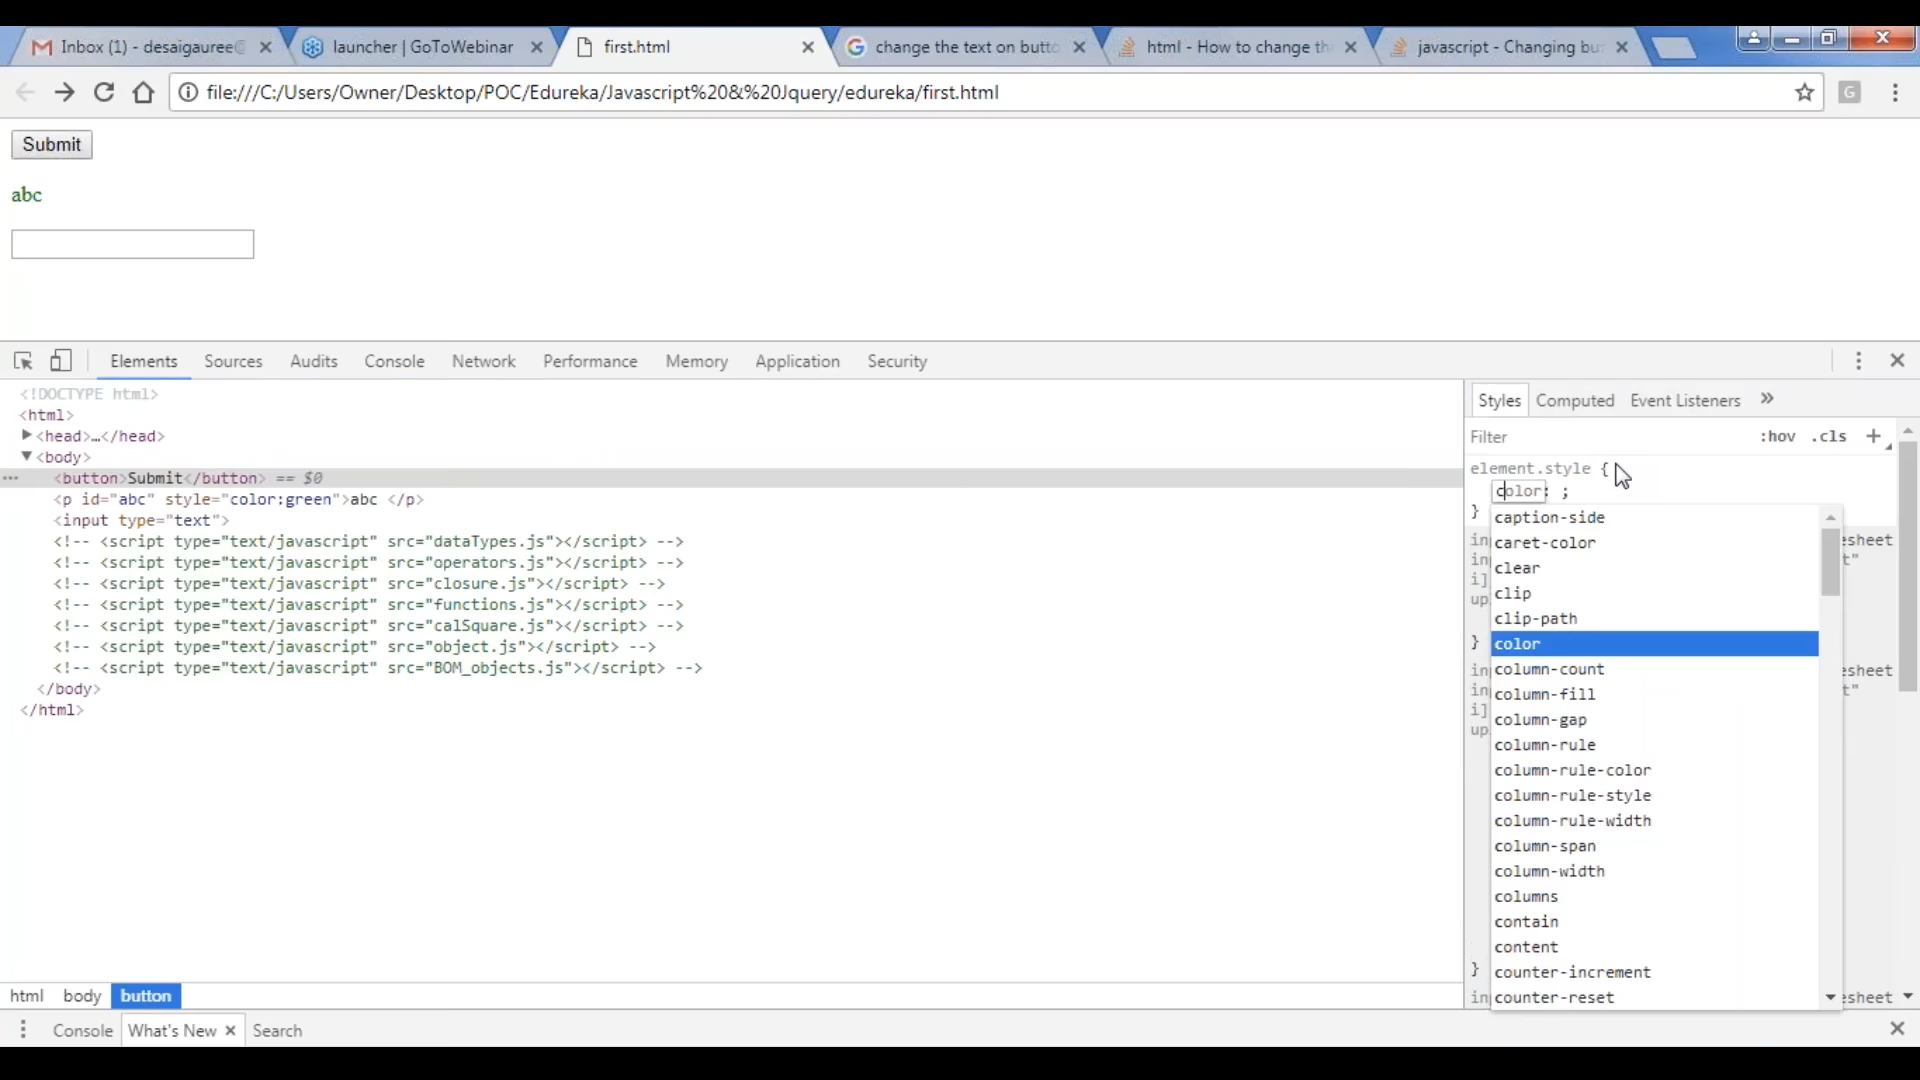 Inbox (1) - desaigauree@
launcher | GoToWebinar
first.html
change the text on butto
html - How to change th
javascript - Changing bu
file:///C:/Users/Owner/Desktop/POC/Edureka/Javascript%20&%20Jquery/edureka/first.html
G
Submit
abc
Elements Sources Audits Console Network Performance Memory Application Security
<!DOCTYPE html>
<html>
<head>…</head>
<body>
<button>Submit</button> == $0
<p id="abc" style="color:green">abc </p>
<input type="text">
<!-- <script type="text/javascript" src="dataTypes.js"></script> -->
<!-- <script type="text/javascript" src="operators.js"></script> -->
<!-- <script type="text/javascript" src="closure.js"></script> -->
<!-- <script type="text/javascript" src="functions.js"></script> -->
<!-- <script type="text/javascript" src="calSquare.js"></script> -->
<!-- <script type="text/javascript" src="object.js"></script> -->
<!-- <script type="text/javascript" src="BOM_objects.js"></script> -->
</body>
</html>
Styles Computed Event Listeners »
Filter :hov .cls +
element.style {
color: ;
}
caption-side
caret-color
clear
clip
clip-path
color
column-count
column-fill
column-gap
column-rule
column-rule-color
column-rule-style
column-rule-width
column-span
column-width
columns
contain
content
counter-increment
counter-reset
html body button
Console What's New Search